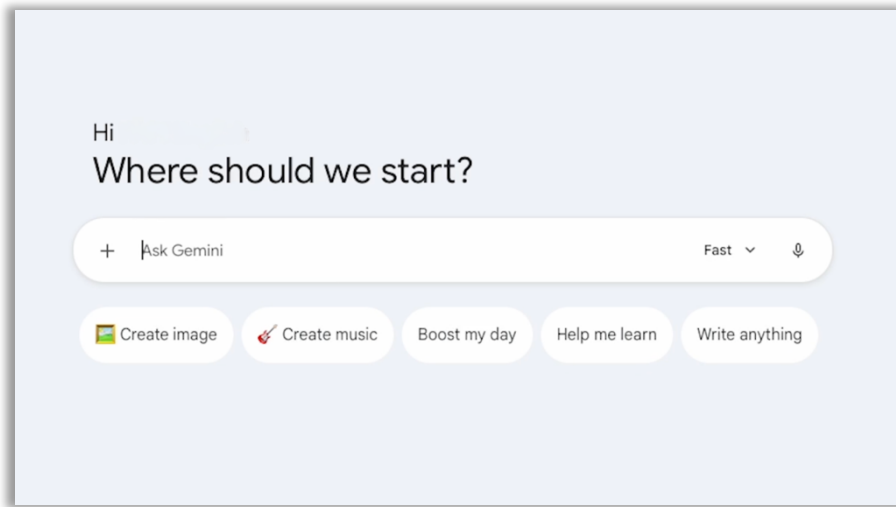 Hi
Where should we start?
Ask Gemini
Fast
Create image
Create music
Boost my day
Help me learn
Write anything